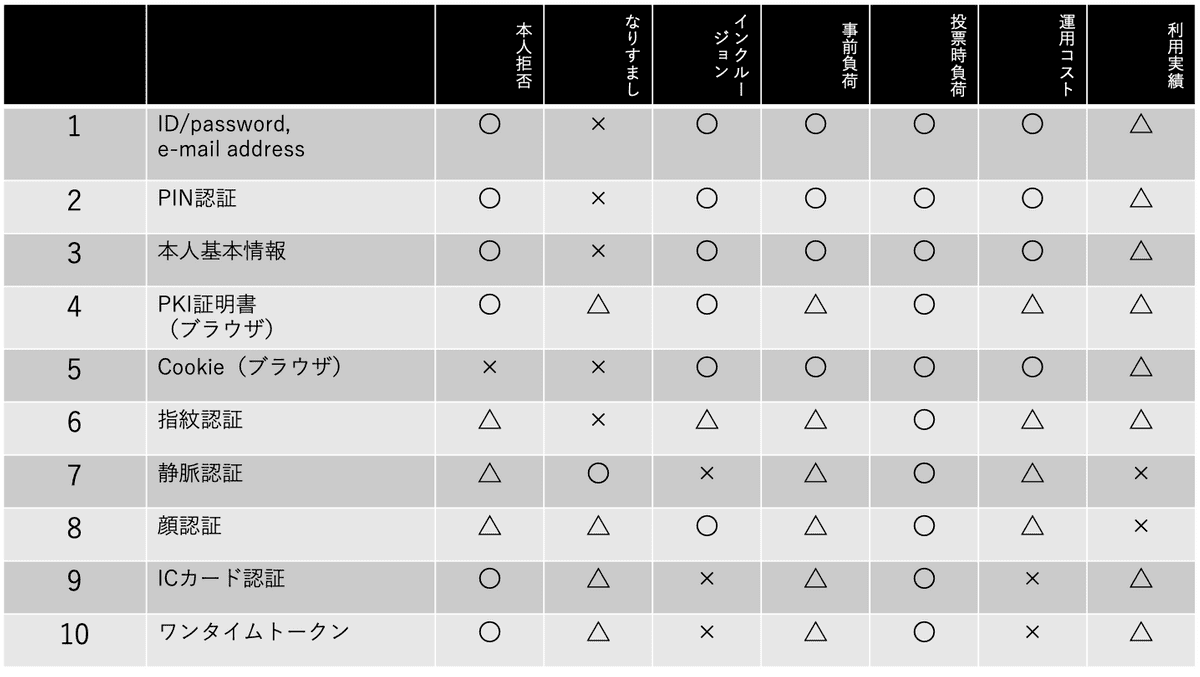 本人拒否 なりすまし インクルージョン 事前負荷 投票時負荷 運用コスト 利用実績
1 ID/password, ○ × ○ ○ ○ ○ △
e-mail address
2 PIN認証 ○ × ○ ○ ○ ○ △
3 本人基本情報 ○ × ○ ○ ○ ○ △
4 PKI証明書 ○ △ ○ △ ○ △ △
（ブラウザ）
5 Cookie（ブラウザ） × × ○ ○ ○ ○ △
6 指紋認証 △ × △ △ ○ △ △
7 静脈認証 △ ○ × △ ○ △ ×
8 顔認証 △ △ ○ △ ○ △ ×
9 ICカード認証 ○ △ × △ ○ × △
10 ワンタイムトークン ○ △ × △ ○ × △